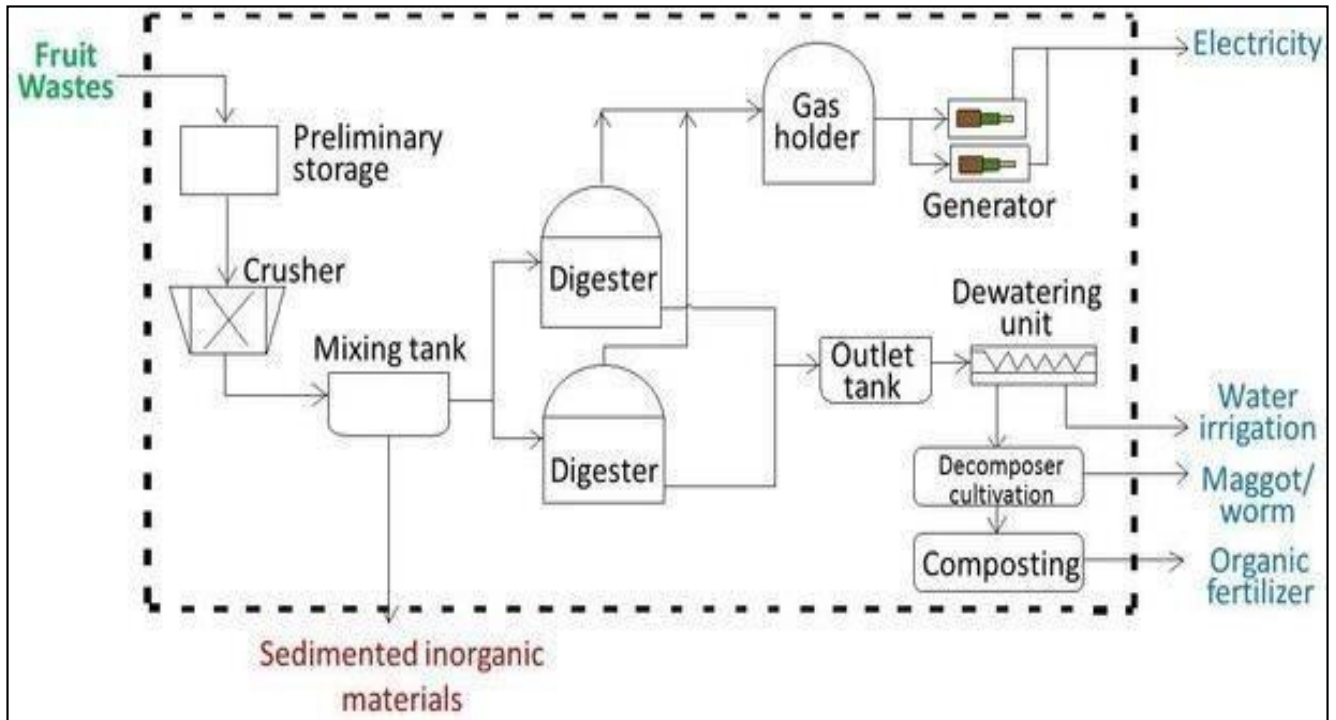 Fruit
Wastes
Preliminary
storage
Crusher
Mixing tank
Digester
Digester
Gas
holder
Generator
Electricity
Outlet
tank
Dewatering
unit
Decomposer
cultivation
Composting
Water
irrigation
Maggot/
worm
Organic
fertilizer
Sedimented inorganic
materials